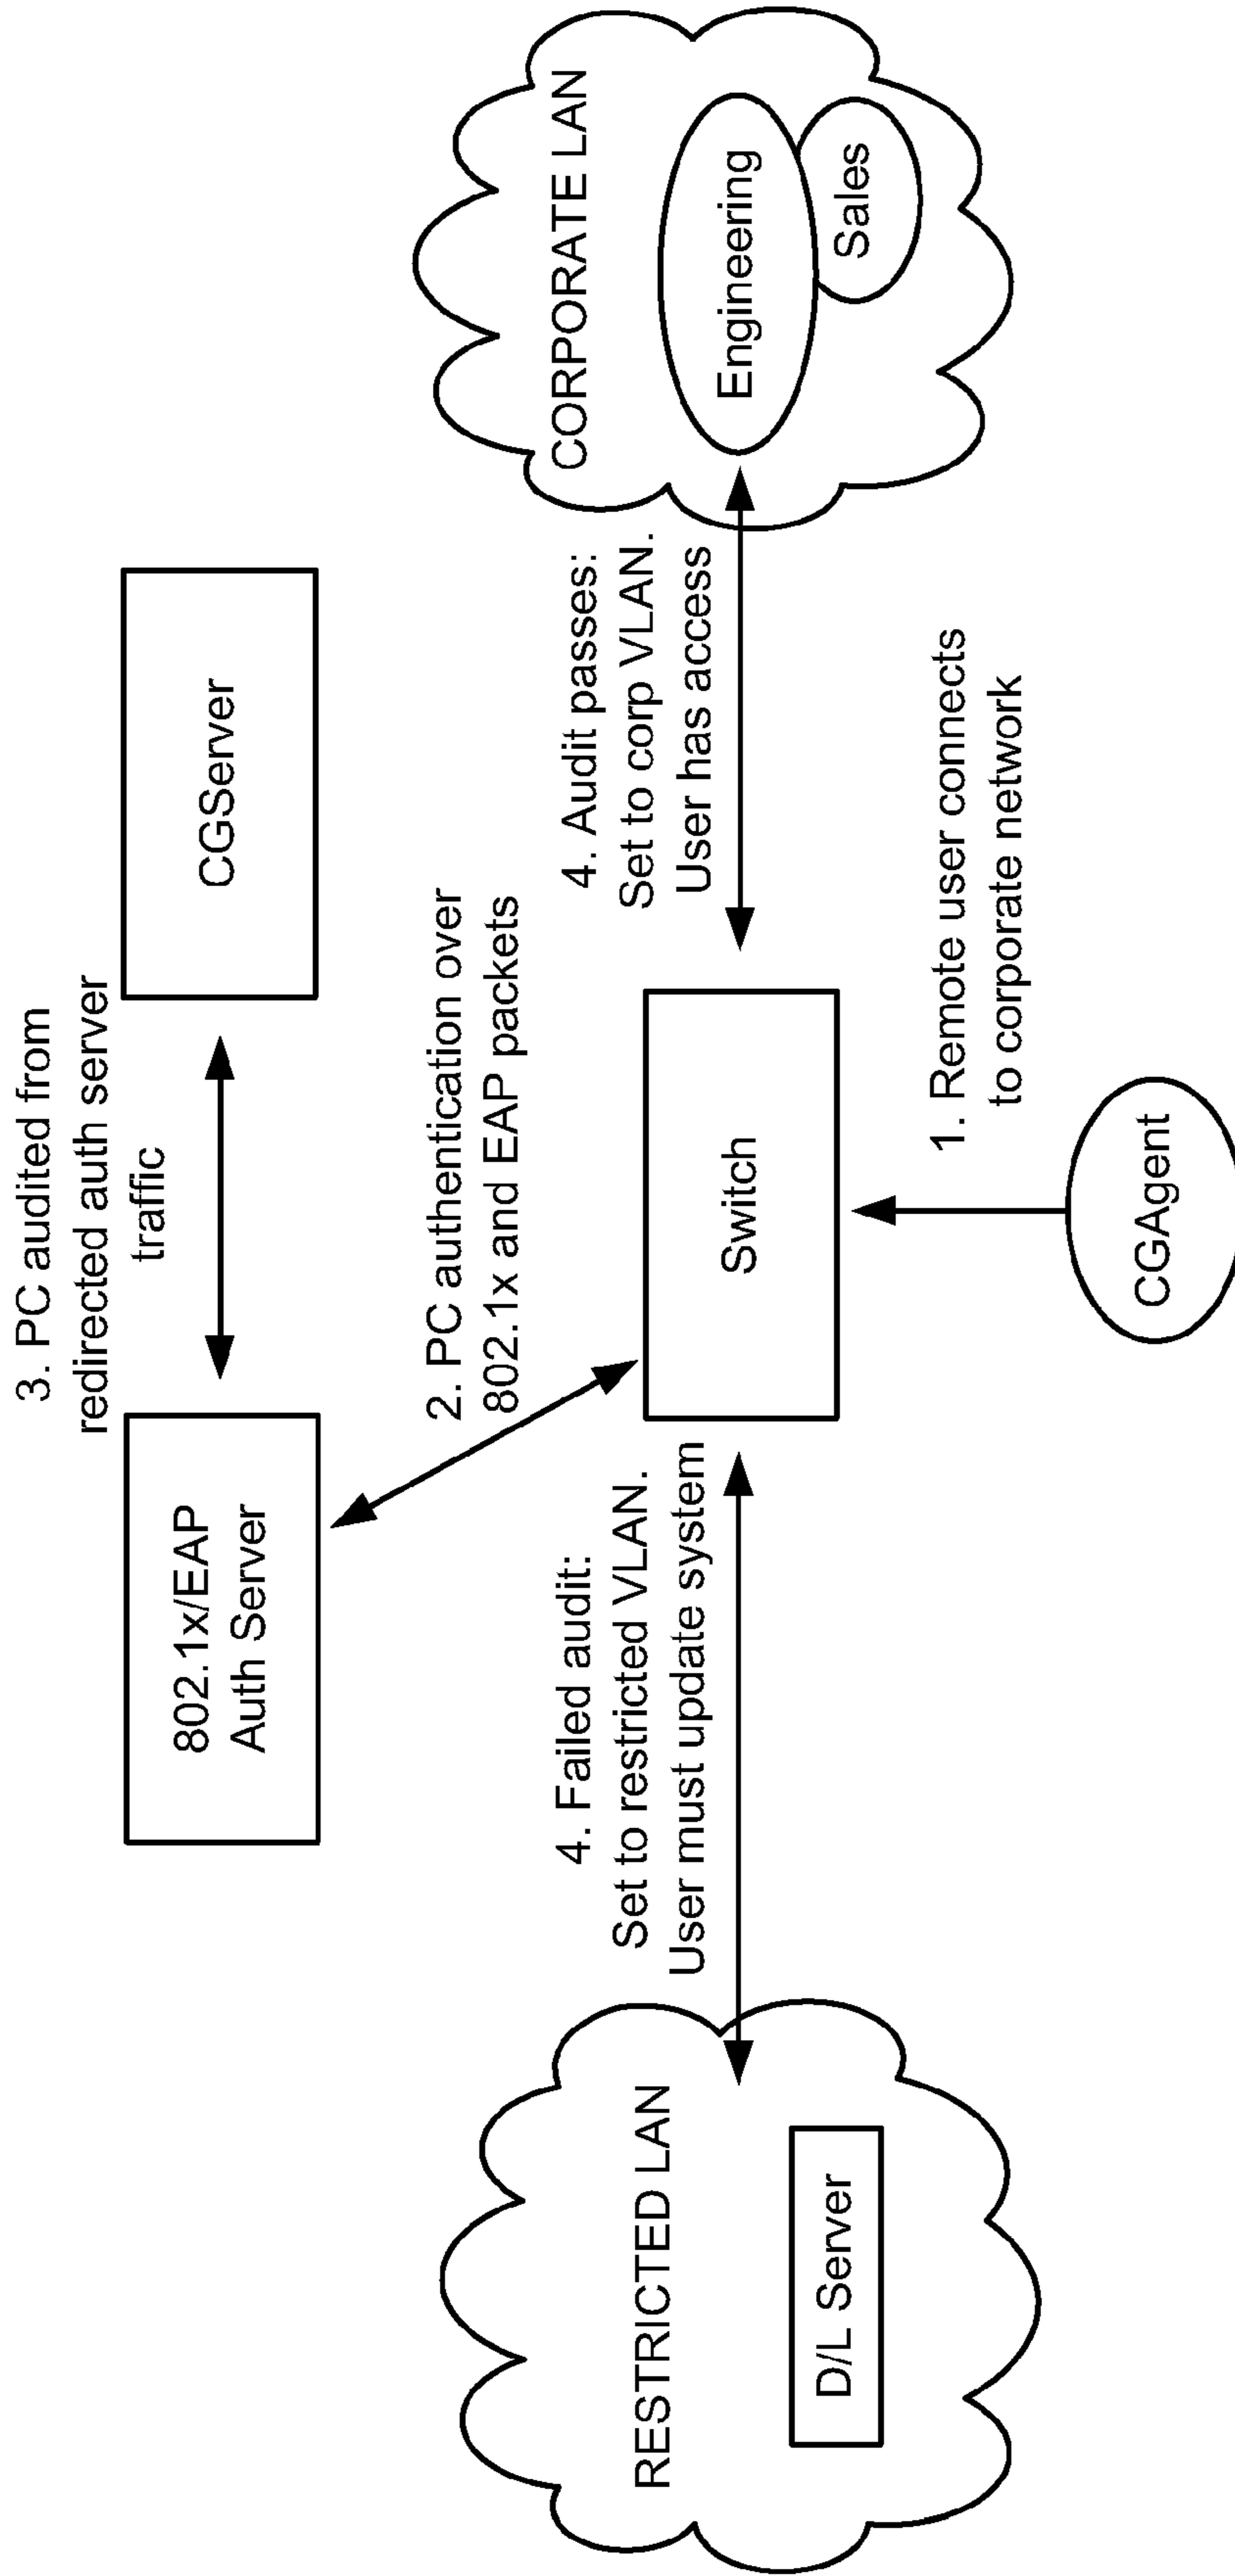 3. PC audited from
redirected auth server
traffic
802.1x/EAP
Auth Server
CGServer
2. PC authentication over
802.1x and EAP packets
4. Failed audit:
Set to restricted VLAN.
User must update system
4. Audit passes:
Set to corp VLAN.
User has access
RESTRICTED LAN
D/L Server
Switch
CORPORATE LAN
Engineering
Sales
1. Remote user connects
to corporate network
CGAgent